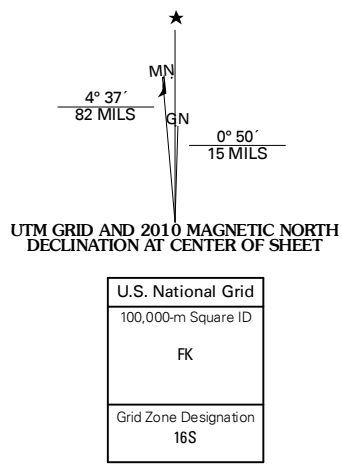 MN
4° 37´
82 MILS
GN
0° 50´
15 MILS
UTM GRID AND 2010 MAGNETIC NORTH
DECLINATION AT CENTER OF SHEET
U.S. National Grid
100,000-m Square ID
FK
Grid Zone Designation
16S